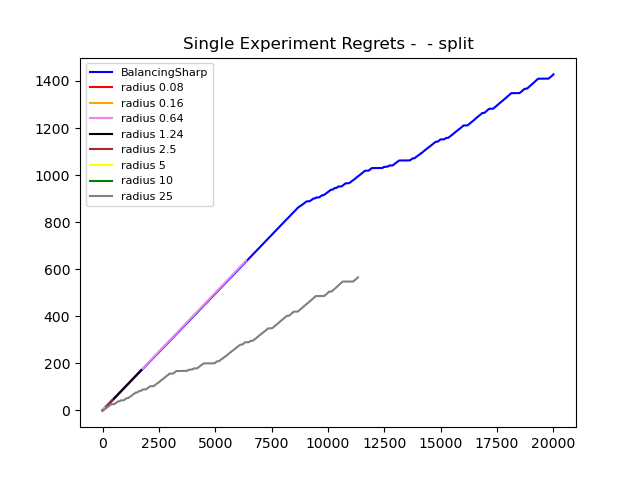 Single Experiment Regrets -  - split
BalancingSharp
radius 0.08
radius 0.16
radius 0.64
radius 1.24
radius 2.5
radius 5
radius 10
radius 25
1400
1200
1000
800
600
400
200
0
0 2500 5000 7500 10000 12500 15000 17500 20000